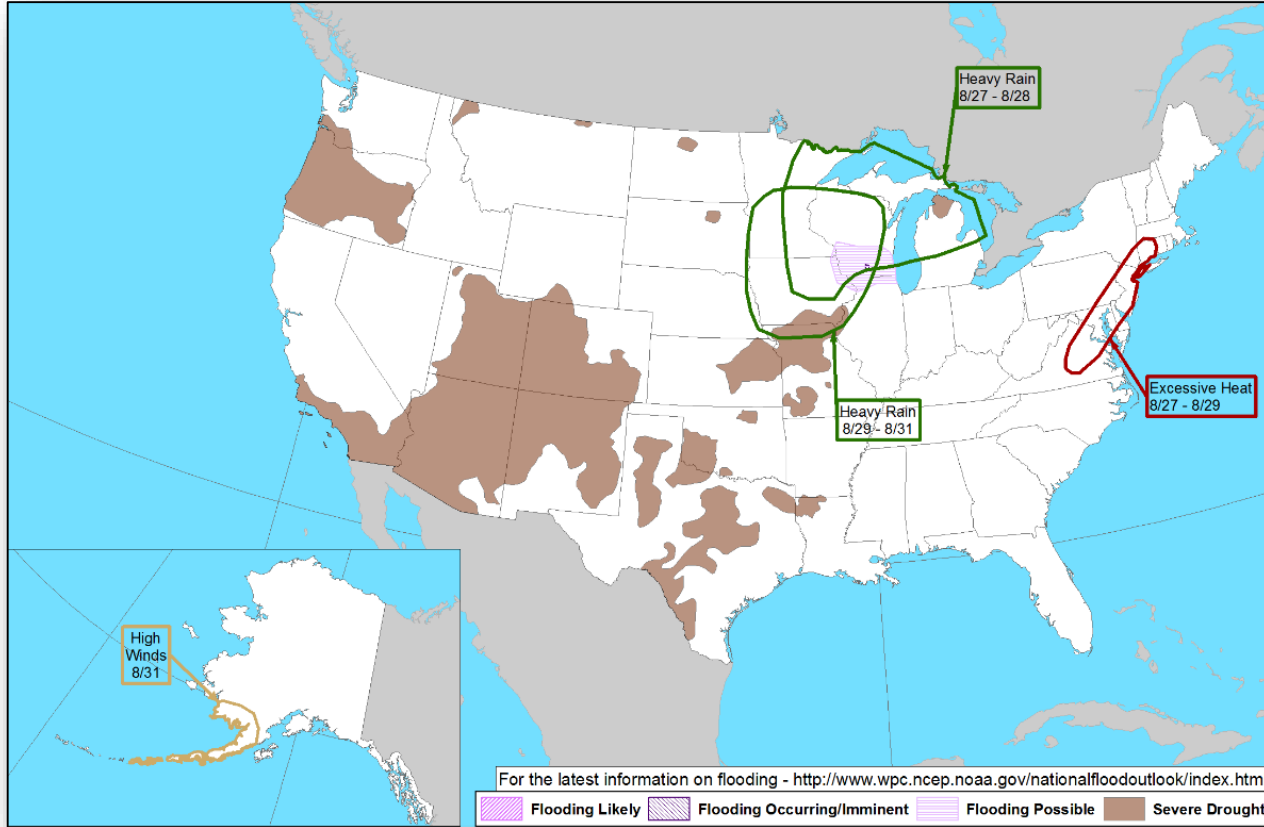 Heavy Rain
8/27 - 8/28
Excessive Heat
8/27 - 8/29
Heavy Rain
8/29 - 8/31
High
Winds
8/31
For the latest information on flooding - http://www.wpc.ncep.noaa.gov/nationalfloodoutlook/index.htm
Flooding Likely Flooding Occurring/Imminent Flooding Possible Severe Drought